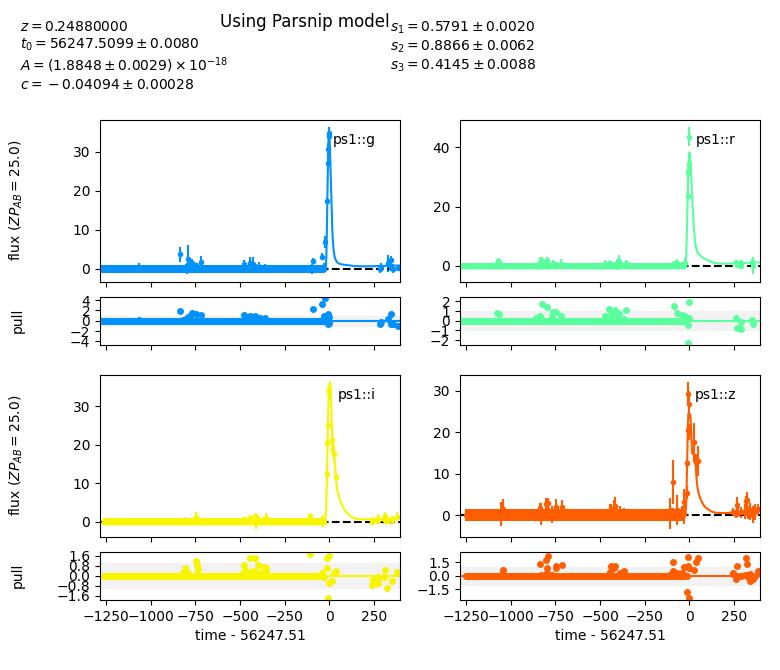 Using Parsnip model
z = 0.24880000
t₀ = 56247.5099 ± 0.0080
A = (1.8848 ± 0.0029) × 10⁻¹⁸
c = −0.04094 ± 0.00028
s₁ = 0.5791 ± 0.0020
s₂ = 0.8866 ± 0.0062
s₃ = 0.4145 ± 0.0088
flux (ZP_AB = 25.0)
30
20
10
0
ps1::g
40
20
0
ps1::r
pull
4
2
0
−2
−4
2
1
0
−1
−2
flux (ZP_AB = 25.0)
30
20
10
0
ps1::i
30
20
10
0
ps1::z
pull
1.6
0.8
0.0
−0.8
−1.6
1.5
0.0
−1.5
−1250 −1000 −750 −500 −250 0 250
time - 56247.51
−1250 −1000 −750 −500 −250 0 250
time - 56247.51